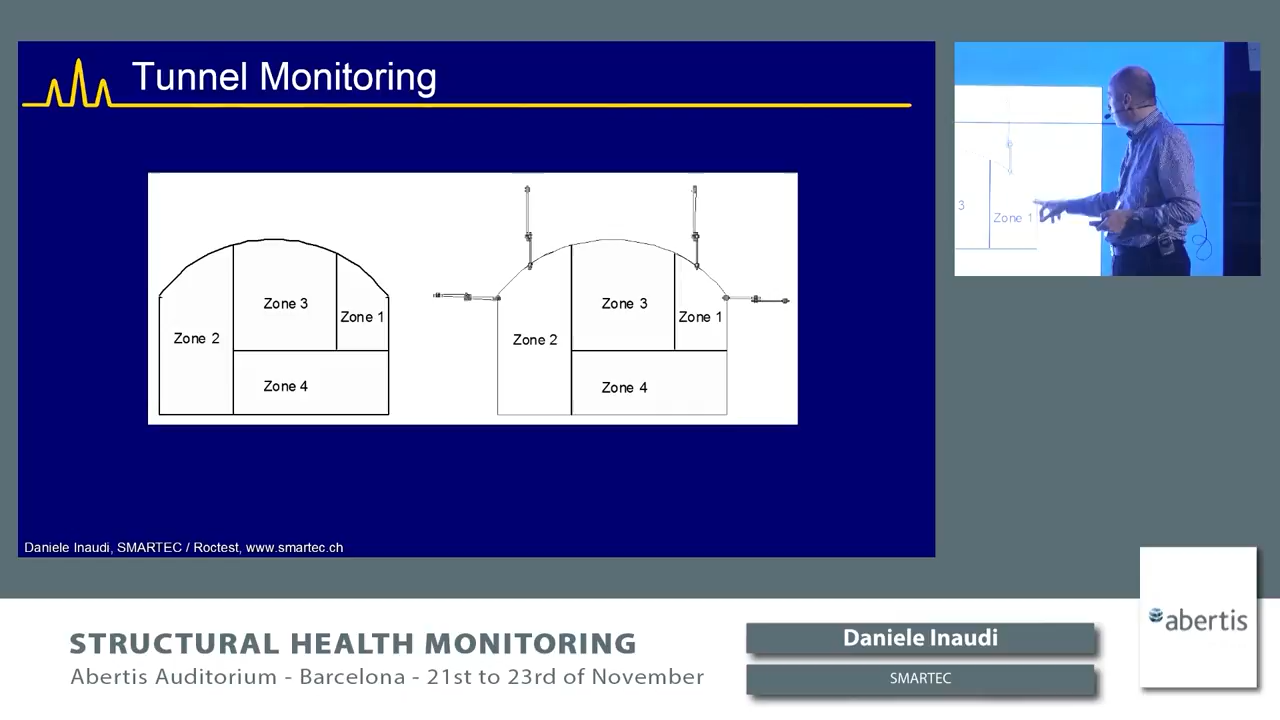 Tunnel Monitoring
Zone 3
Zone 1
Zone 2
Zone 4
Zone 3
Zone 1
Zone 2
Zone 4
Daniele Inaudi, SMARTEC / Roctest, www.smartec.ch
3
Zone 1
STRUCTURAL HEALTH MONITORING
Abertis Auditorium - Barcelona - 21st to 23rd of November
Daniele Inaudi
SMARTEC
abertis